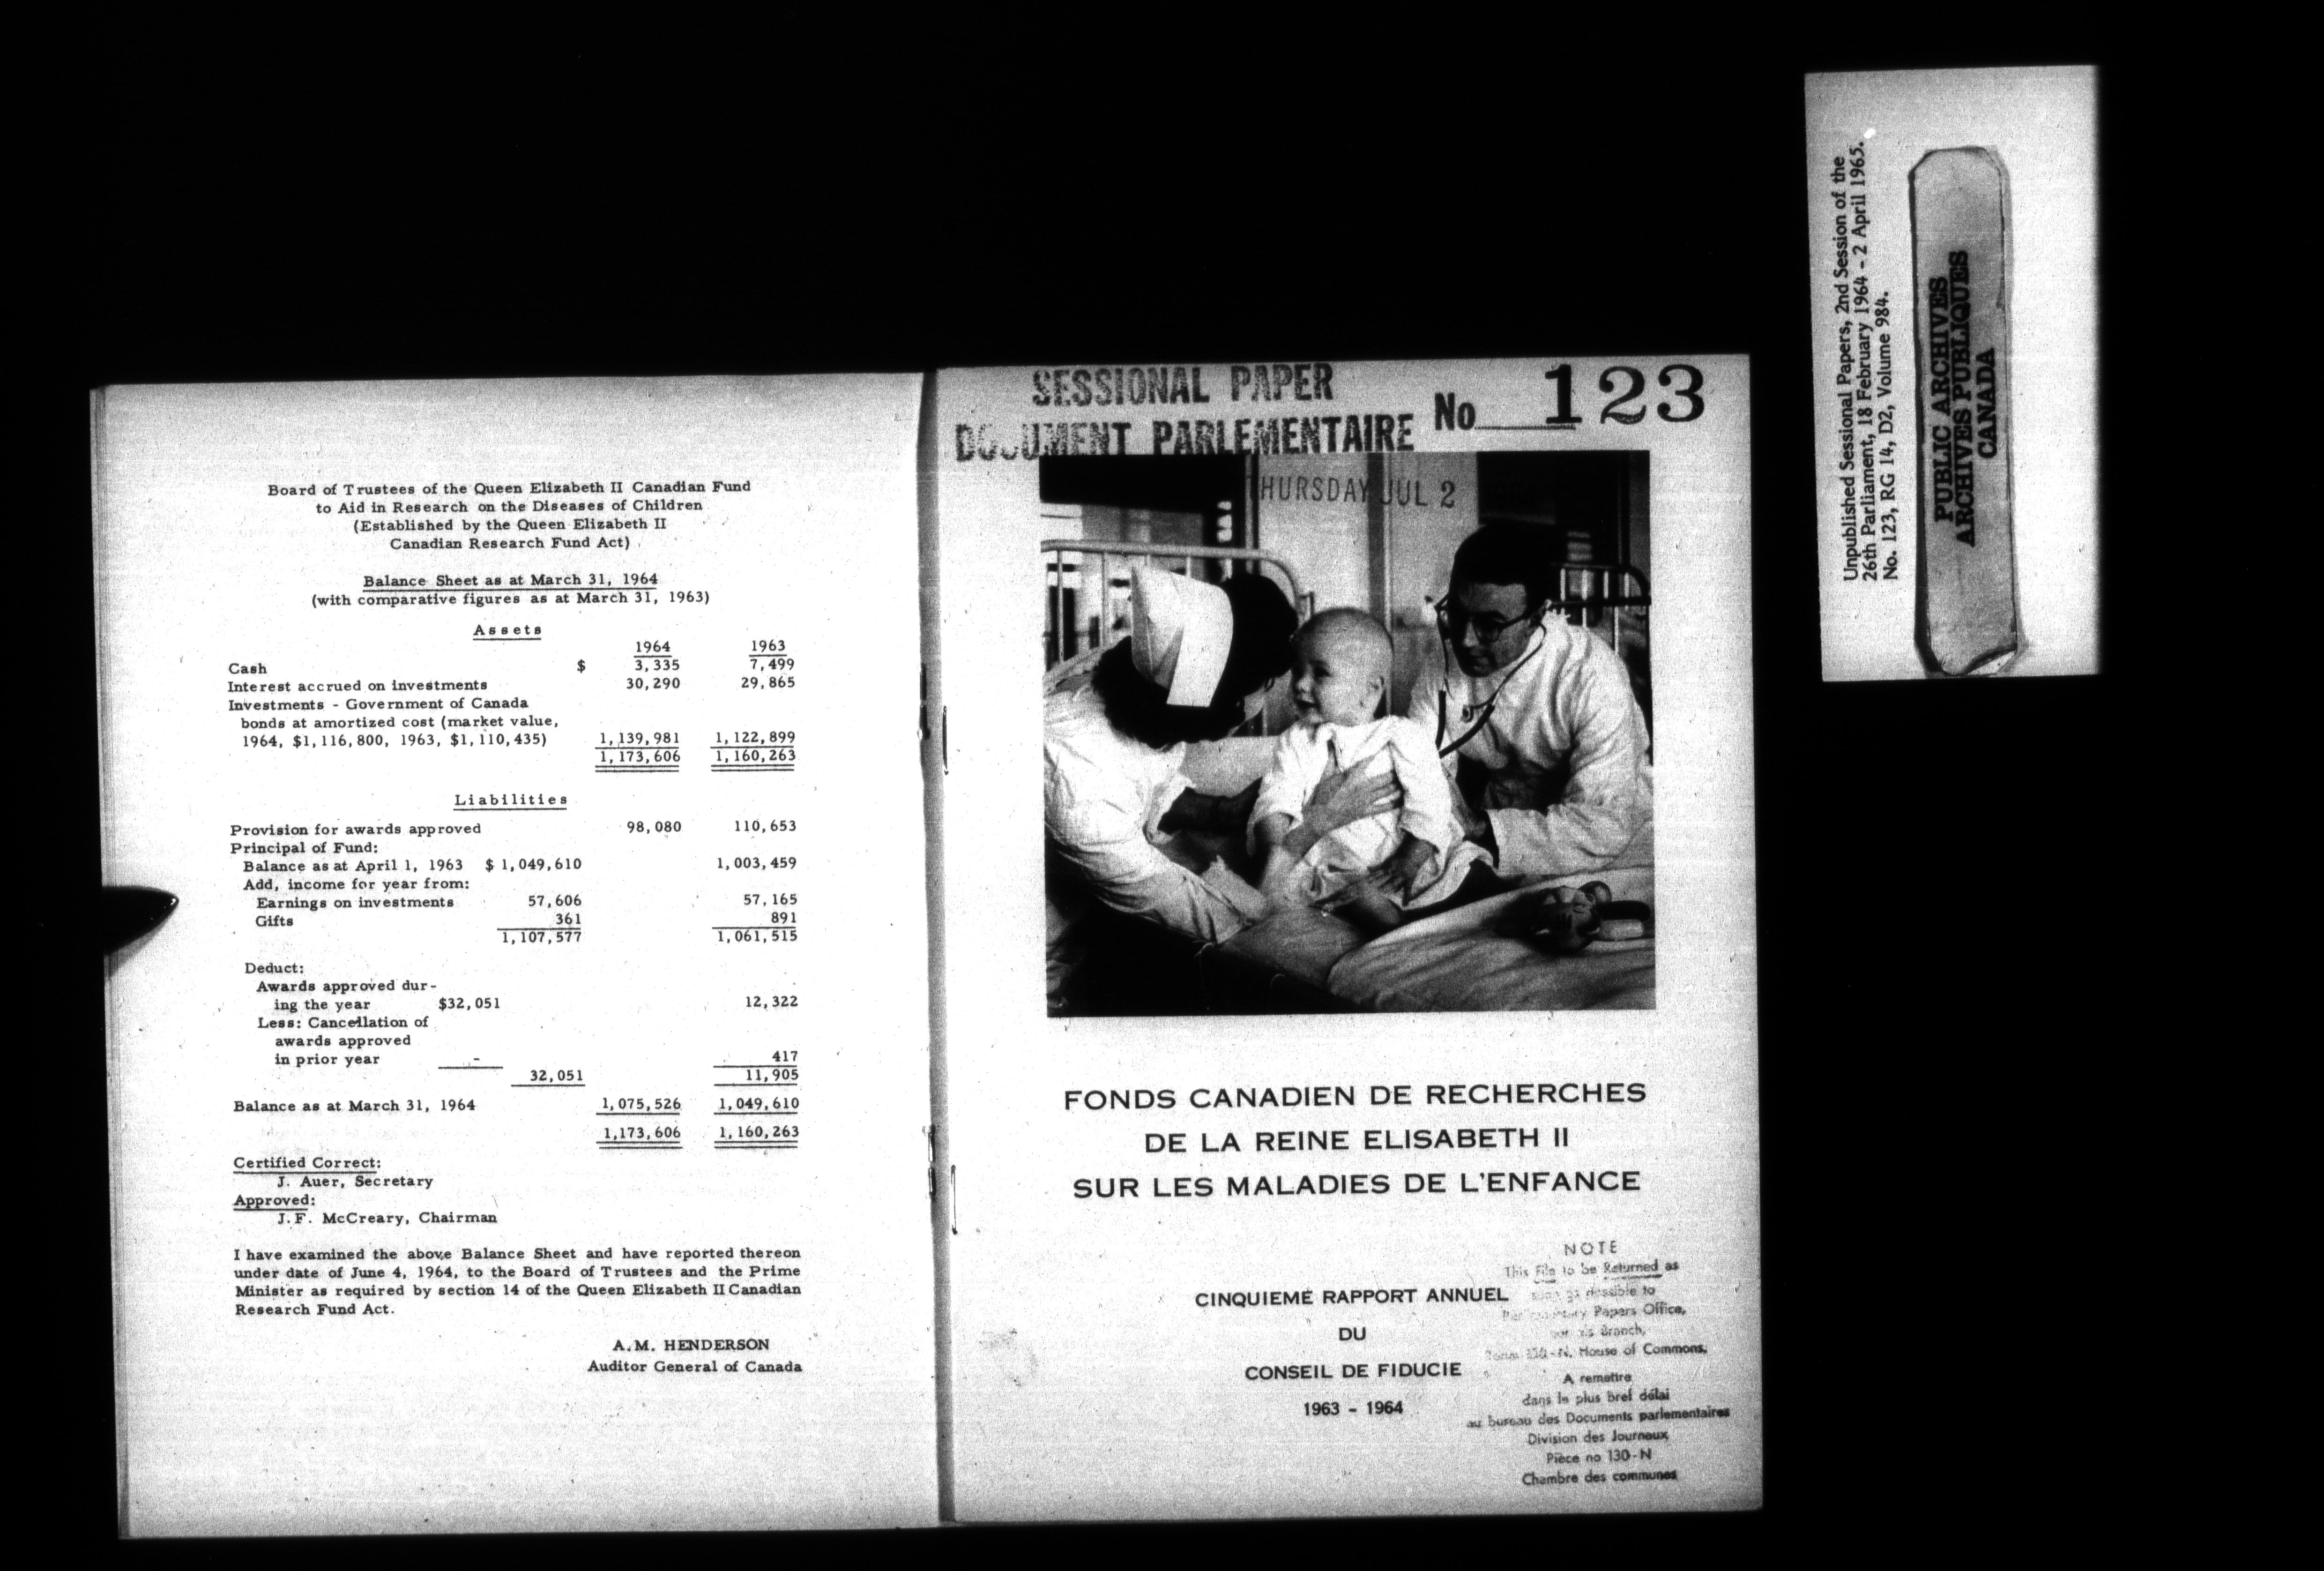 Board of Trustees of the Queen Elizabeth II Canadian Fund
to Aid in Research on the Diseases of Children
(Established by the Queen Elizabeth II
Canadian Research Fund Act)
Balance Sheet as at March 31, 1964
(with comparative figures as at March 31, 1963)
Assets
1964 1963
Cash $ 3,335 7,499
Interest accrued on investments 30,290 29,865
Investments - Government of Canada
bonds at amortized cost (market value,
1964, $1,116,800, 1963, $1,110,435) 1,139,981 1,122,899
1,173,606 1,160,263
Liabilities
Provision for awards approved 98,080 110,653
Principal of Fund:
Balance as at April 1, 1963 $ 1,049,610 1,003,459
Add, income for year from:
Earnings on investments 57,606 57,165
Gifts 361 891
1,107,577 1,061,515
Deduct:
Awards approved dur-
ing the year $32,051 12,322
Less: Cancellation of
awards approved
in prior year - 417
32,051 11,905
Balance as at March 31, 1964 1,075,526 1,049,610
1,173,606 1,160,263
Certified Correct:
J. Auer, Secretary
Approved:
J.F. McCreary, Chairman
I have examined the above Balance Sheet and have reported thereon
under date of June 4, 1964, to the Board of Trustees and the Prime
Minister as required by section 14 of the Queen Elizabeth II Canadian
Research Fund Act.
A.M. HENDERSON
Auditor General of Canada
SESSIONAL PAPER
DOCUMENT PARLEMENTAIRE No 123
THURSDAY JUL 2
FONDS CANADIEN DE RECHERCHES
DE LA REINE ELISABETH II
SUR LES MALADIES DE L'ENFANCE
CINQUIEME RAPPORT ANNUEL
DU
CONSEIL DE FIDUCIE
1963 - 1964
NOTE
This File to be Returned as
possible to
Papers Office,
Branch,
House of Commons,
A remettre
dans le plus bref délai
au bureau des Documents parlementaires
Division des Journaux
Pièce no 130-N
Chambre des communes
Unpublished Sessional Papers, 2nd Session of the
26th Parliament, 18 February 1964 - 2 April 1965.
No. 123, RG 14, D2, Volume 984.
PUBLIC ARCHIVES
ARCHIVES PUBLIQUES
CANADA